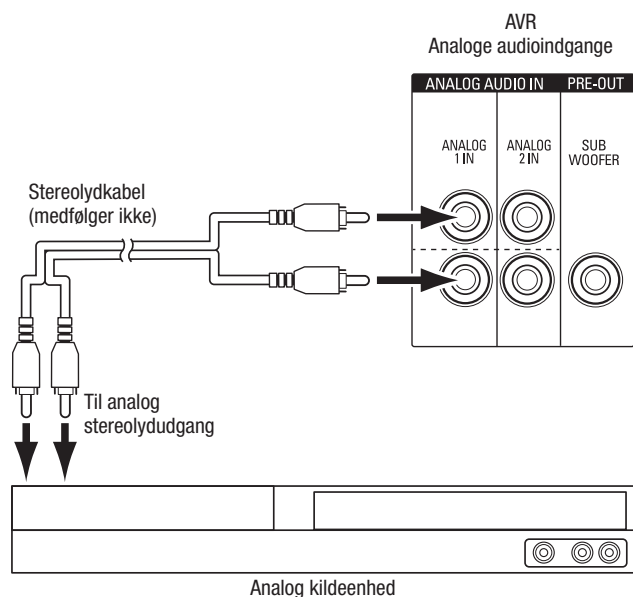 AVR
Analoge audioindgange
ANALOG AUDIO IN
PRE-OUT
ANALOG
1 IN
ANALOG
2 IN
SUB
WOOFER
Stereolydkabel
(medfølger ikke)
Til analog
stereolydudgang
Analog kildeenhed